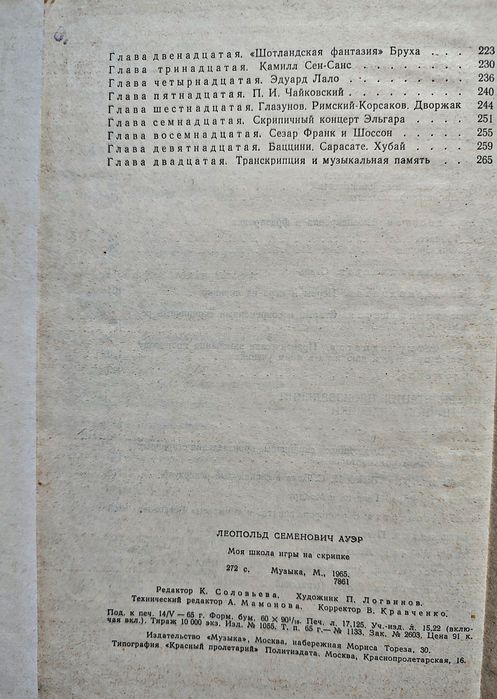 Глава двенадцатая. «Шотландская фантазия» Бруха . . . . 223
Глава тринадцатая. Камилл Сен-Санс . . . . . . . 230
Глава четырнадцатая. Эдуард Лало . . . . . . . . 236
Глава пятнадцатая. П. И. Чайковский . . . . . . . 240
Глава шестнадцатая. Глазунов. Римский-Корсаков. Дворжак 244
Глава семнадцатая. Скрипичный концерт Эльгара . . . . 251
Глава восемнадцатая. Сезар Франк и Шоссон . . . . . 255
Глава девятнадцатая. Баццини. Сарасате. Хубай . . . . 259
Глава двадцатая. Транскрипция и музыкальная память . . . 265
ЛЕОПОЛЬД СЕМЕНОВИЧ АУЭР
Моя школа игры на скрипке
272 с. Музыка, М., 1965.
7861
Редактор К. Соловьева. Художник П. Логвинов.
Технический редактор А. Мамонова. Корректор В. Кравченко.
Под. к печ. 14/V — 65 г. Форм. бум. 60 × 90¹/₁₆. Печ. л. 17,125. Уч.-изд. л. 15,22 (вклю-
чая вкл.). Тираж 10 000 экз. Изд. № 1055. Т. п. 65 г.— № 1133. Зак. № 2603. Цена 91 к.
Издательство «Музыка», Москва, набережная Мориса Тореза, 30.
Типография «Красный пролетарий» Политиздата. Москва, Краснопролетарская, 16.